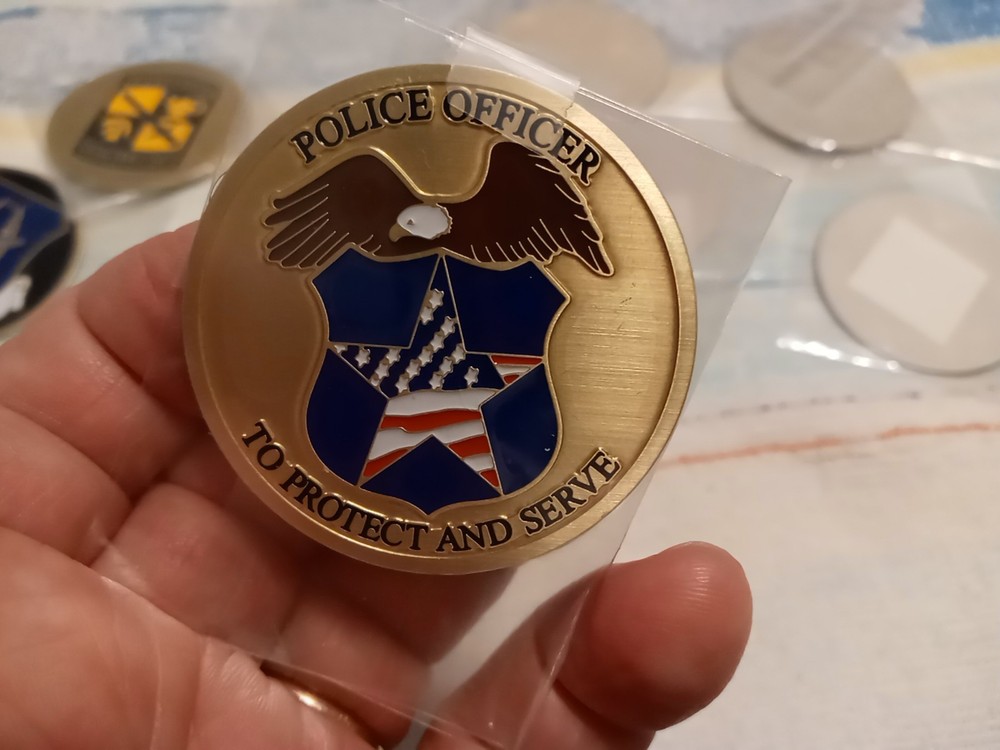 POLICE OFFICER
TO PROTECT AND SERVE